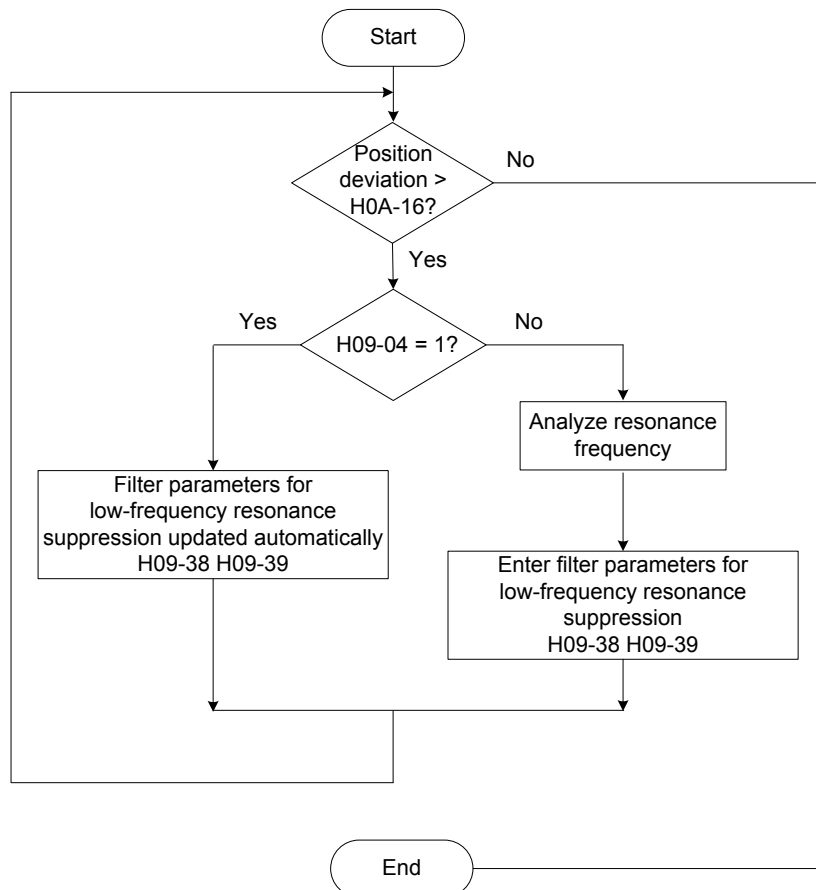 Start
Position
deviation >
H0A-16?
No
Yes
Yes
H09-04 = 1?
No
Analyze resonance
frequency
Filter parameters for
low-frequency resonance
suppression updated automatically
H09-38 H09-39
Enter filter parameters for
low-frequency resonance
suppression
H09-38 H09-39
End